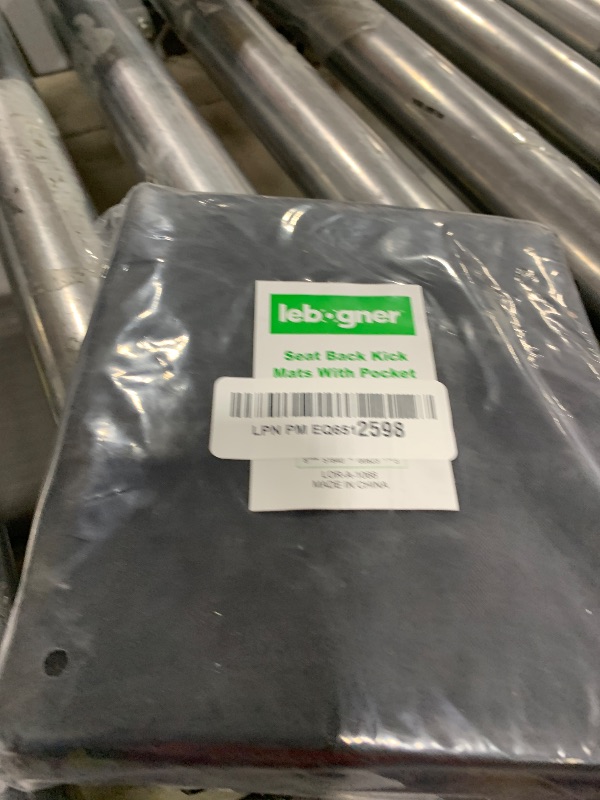 lebogner
Seat Back Kick
Mats With Pocket
LPN PM EQ6512598
MADE IN CHINA